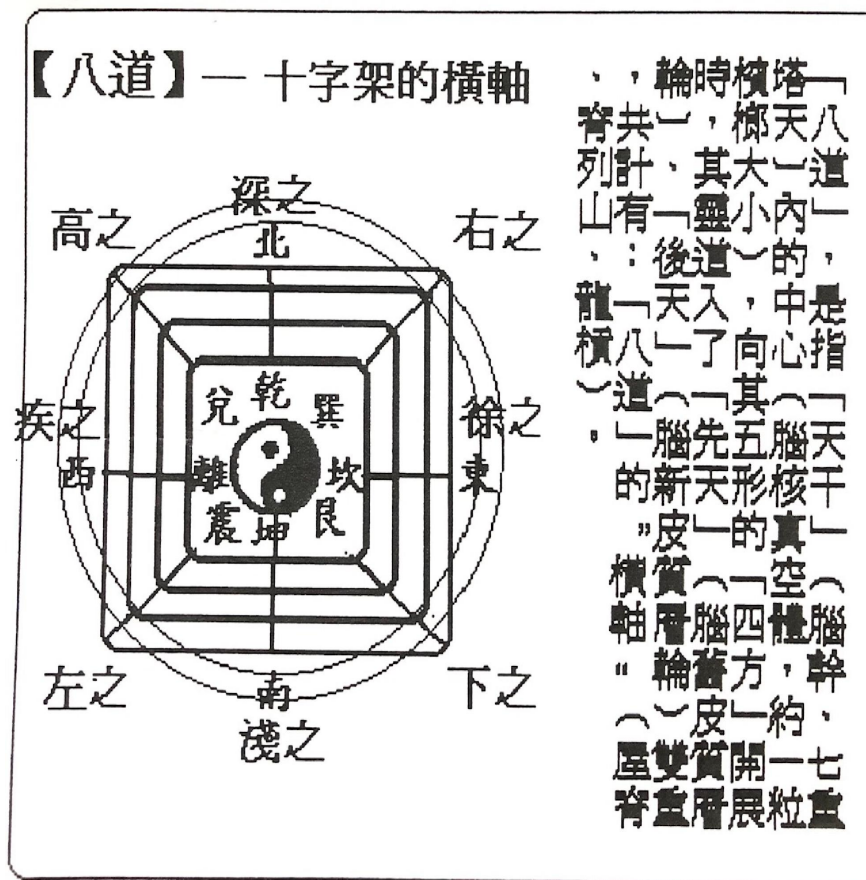 【八道】— 十字架的橫軸
深之
高之
右之
北
兌 乾 巽
疾之
徐之
西
離
坎
東
震 坤 艮
左之
南
下之
淺之
「八道」,是指「天干」(腦幹、七重
塔天)內的中心(腦核真空體,約一粒
檳榔大小),向其五形的「四方」開展
時,其靈道入了「先天」(腦舊皮質層
輪)、「後天」(腦新皮質層輪)雙重
,共計有:「八道」的"橫軸"(屋脊
、脊列山、龍槓)。